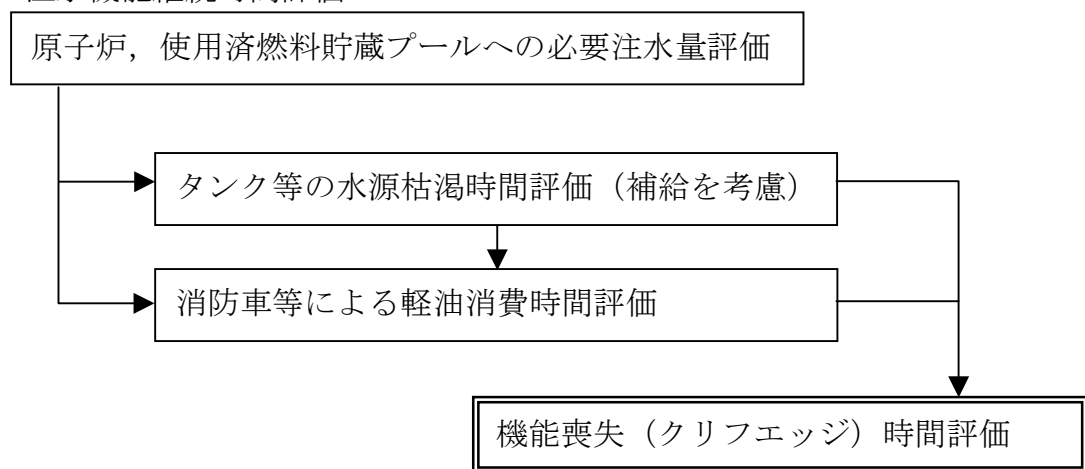 原子炉，使用済燃料貯蔵プールへの必要注水量評価
タンク等の水源枯渇時間評価（補給を考慮）
消防車等による軽油消費時間評価
機能喪失（クリフエッジ）時間評価